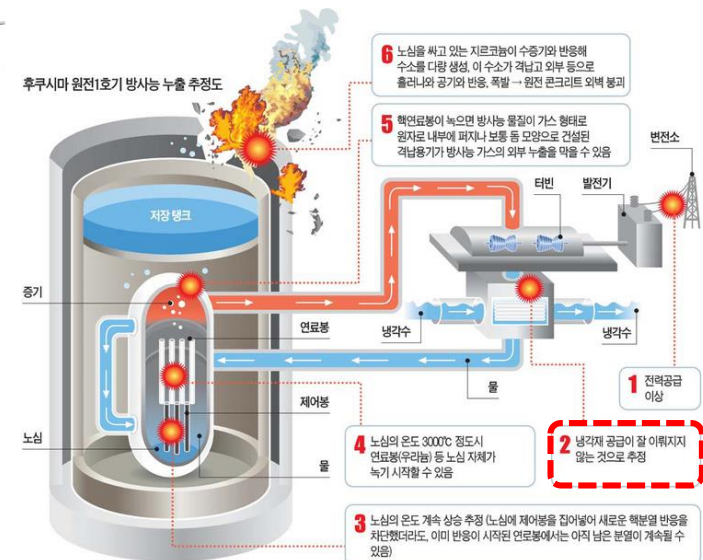 후쿠시마 원전1호기 방사능 누출 추정도
6 노심을 싸고 있는 지르코늄이 수증기와 반응해
수소를 다량 생성, 이 수소가 격납고 외부 등으로
흘러나와 공기와 반응, 폭발 → 원전 콘크리트 외벽 붕괴
5 핵연료봉이 녹으면 방사능 물질이 가스 형태로
원자로 내부에 퍼지나 보통 돔 모양으로 건설된
격납용기가 방사능 가스의 외부 누출을 막을 수 있음
변전소
터빈
발전기
저장 탱크
증기
연료봉
냉각수
냉각수
물
1 전력공급
이상
제어봉
노심
물
4 노심의 온도 3000℃ 정도시
연료봉(우라늄) 등 노심 자체가
녹기 시작할 수 있음
2 냉각재 공급이 잘 이뤄지지
않는 것으로 추정
3 노심의 온도 계속 상승 추정 (노심에 제어봉을 집어넣어 새로운 핵분열 반응을
차단했더라도, 이미 반응이 시작된 연료봉에서는 아직 남은 분열이 계속될 수
있음)